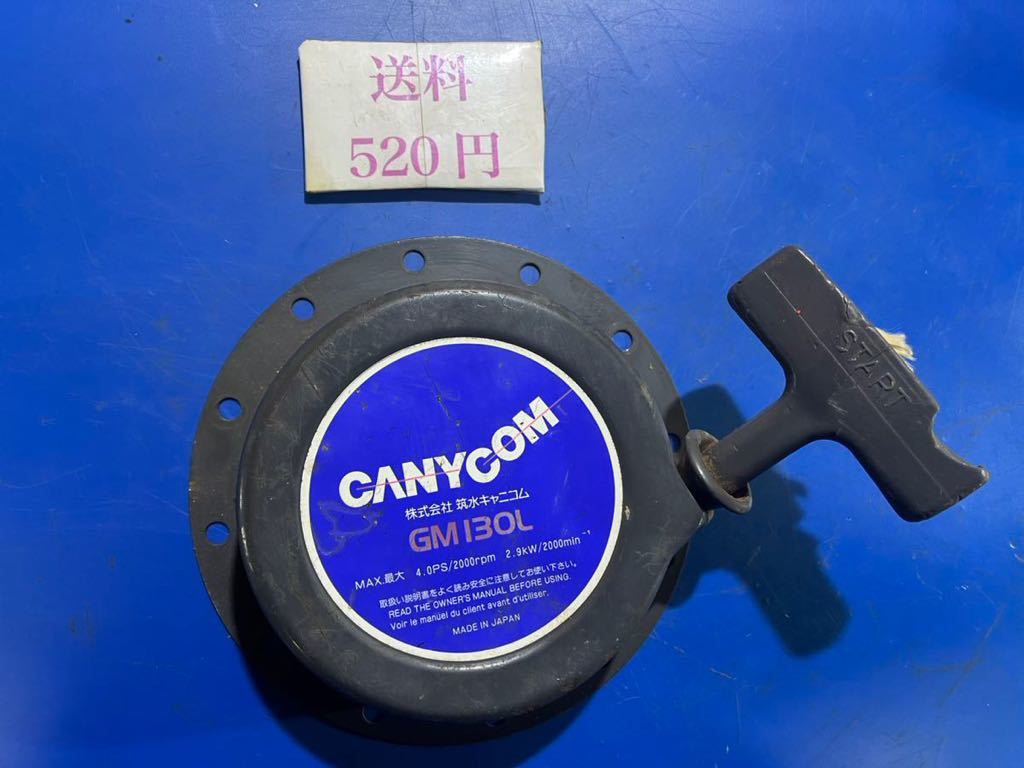 送料
520 円
START
CANYCOM
株式会社 筑水キャニコム
GM130L
MAX.最大 4.0PS/2000rpm 2.9kW/2000min⁻¹
取扱い説明書をよく読み安全に注意してお使い下さい。
READ THE OWNER'S MANUAL BEFORE USING.
Voir le manuel du client avant d'utiliser.
MADE IN JAPAN